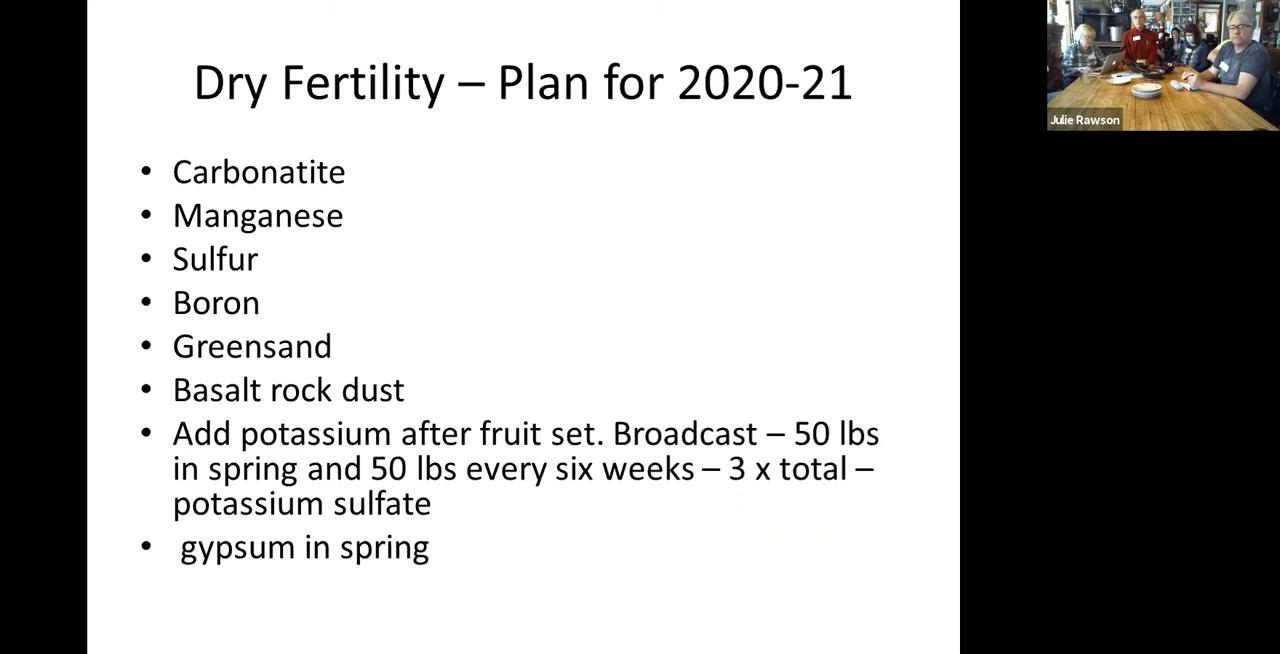 Dry Fertility – Plan for 2020-21
• Carbonatite
• Manganese
• Sulfur
• Boron
• Greensand
• Basalt rock dust
• Add potassium after fruit set. Broadcast – 50 lbs
in spring and 50 lbs every six weeks – 3 x total –
potassium sulfate
• gypsum in spring
Julie Rawson